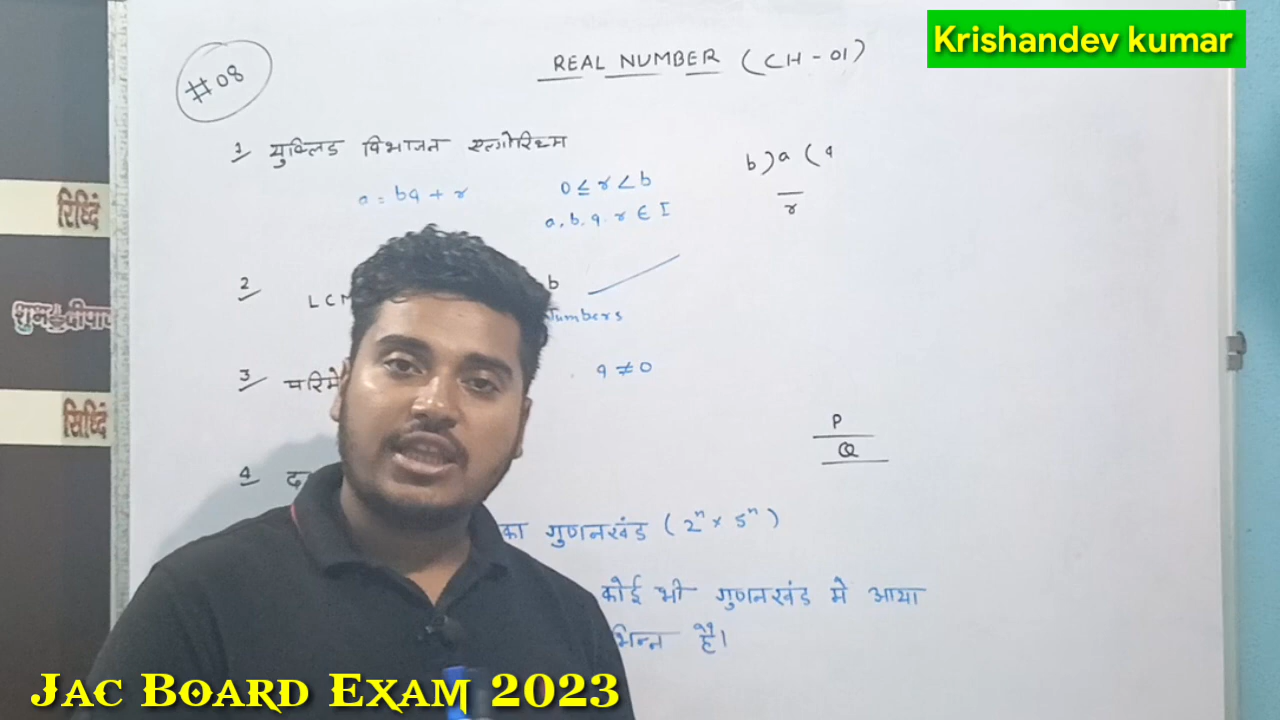 Krishandev kumar
#08
REAL NUMBER (CH-01)
1 युक्लिड विभाजन एल्गोरिथ्म
a = bq + r
0 ≤ r < b
a, b, q. r ∈ I
b ) a ( q
r
2 LCM
b
Numbers
3 परिमे
q ≠ 0
P
Q
4 द
का गुणनखंड ( 2ⁿ × 5ⁿ )
कोई भी गुणनखंड मे आया
भिन्न है।
रिध्दि
शुभ दीपा
सिध्दि
Jac Board Exam 2023